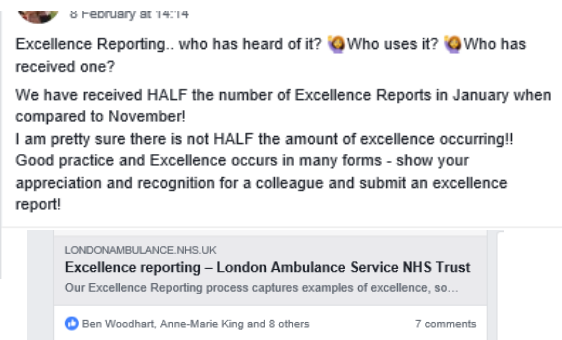 8 February at 14:14
Excellence Reporting.. who has heard of it? 🙋Who uses it? 🙋Who has
received one?
We have received HALF the number of Excellence Reports in January when
compared to November!
I am pretty sure there is not HALF the amount of excellence occurring!!
Good practice and Excellence occurs in many forms - show your
appreciation and recognition for a colleague and submit an excellence
report!
LONDONAMBULANCE.NHS.UK
Excellence reporting – London Ambulance Service NHS Trust
Our Excellence Reporting process captures examples of excellence, so...
Ben Woodhart, Anne-Marie King and 8 others 7 comments